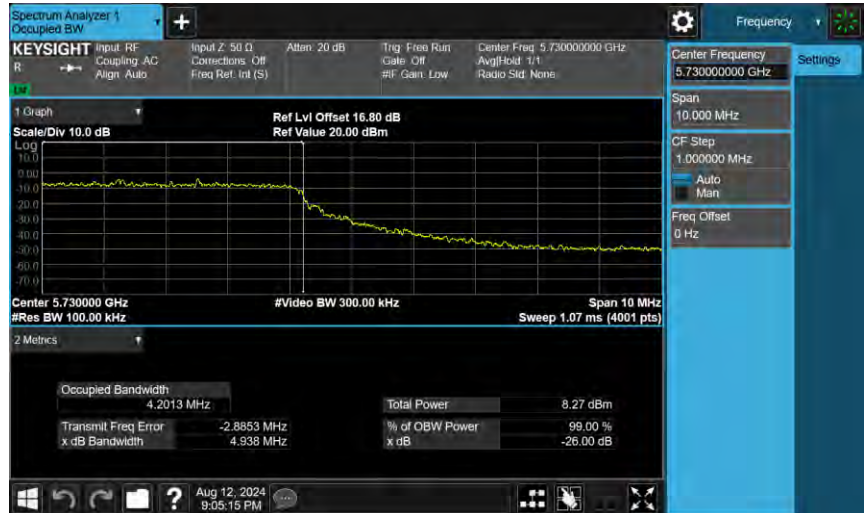 Spectrum Analyzer 1
Occupied BW
+
Frequency
KEYSIGHT
R
Input: RF
Coupling: AC
Align: Auto
Input Z: 50 Ω
Corrections: Off
Freq Ref: Int (S)
Atten: 20 dB
Trig: Free Run
Gate: Off
#IF Gain: Low
Center Freq: 5.730000000 GHz
Avg|Hold: 1/1
Radio Std: None
Center Frequency
5.730000000 GHz
Settings
Span
10.000 MHz
CF Step
1.000000 MHz
Auto
Man
Freq Offset
0 Hz
1 Graph
Scale/Div 10.0 dB
Ref Lvl Offset 16.80 dB
Ref Value 20.00 dBm
Log
10.0
0.00
-10.0
-20.0
-30.0
-40.0
-50.0
-60.0
-70.0
Center 5.730000 GHz
#Res BW 100.00 kHz
#Video BW 300.00 kHz
Span 10 MHz
Sweep 1.07 ms (4001 pts)
2 Metrics
Occupied Bandwidth
4.2013 MHz
Total Power 8.27 dBm
Transmit Freq Error -2.8853 MHz
% of OBW Power 99.00 %
x dB Bandwidth 4.938 MHz
x dB -26.00 dB
?
Aug 12, 2024
9:05:15 PM